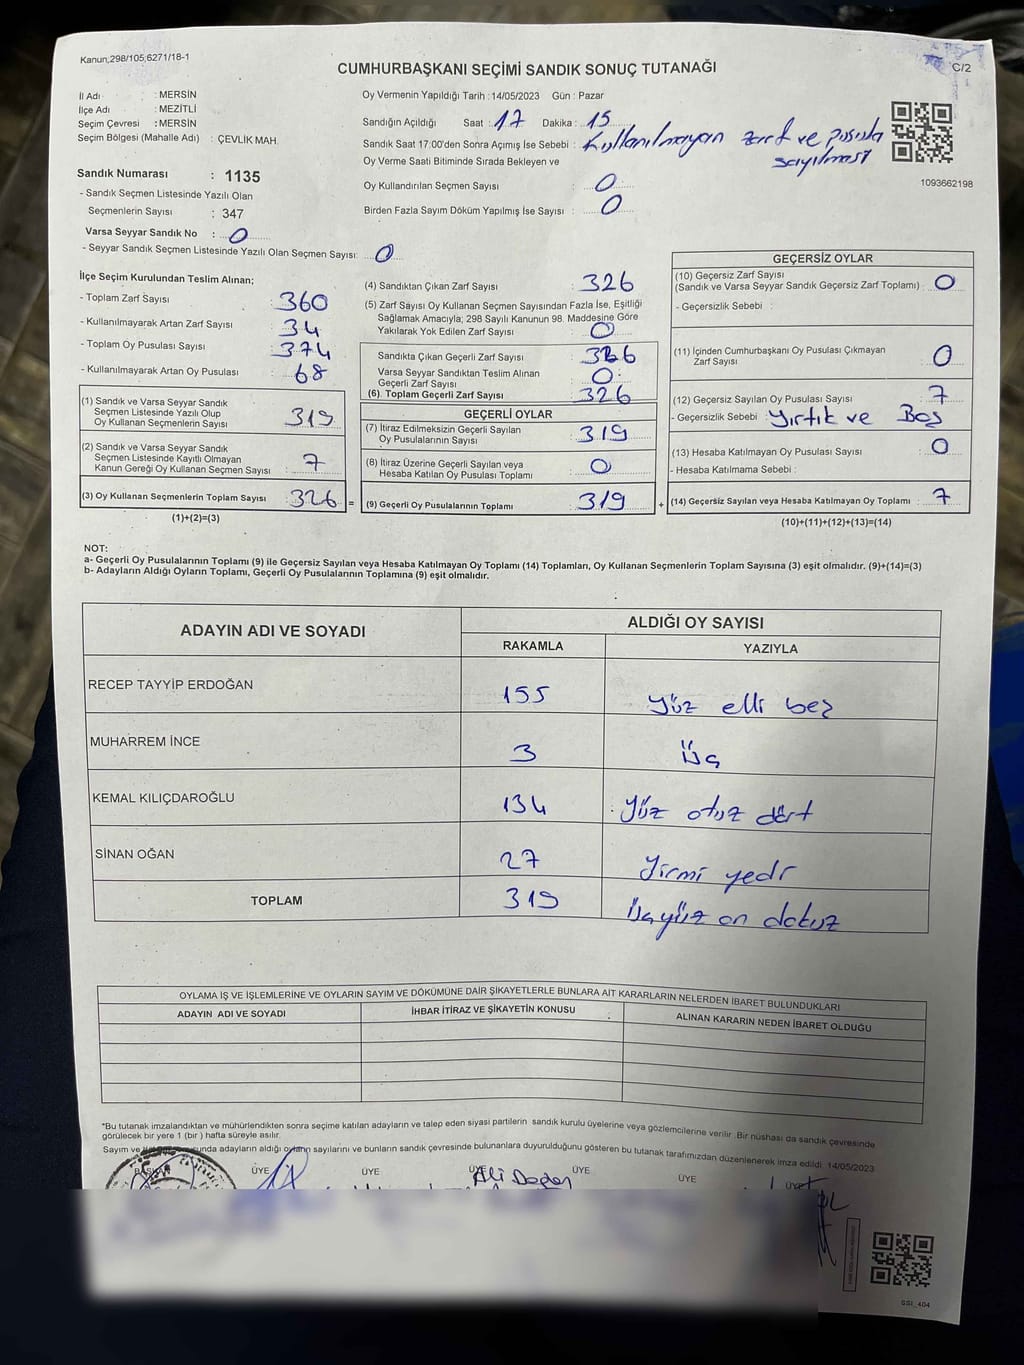 Kanun,298/105,6271/18-1
CUMHURBAŞKANI SEÇİMİ SANDIK SONUÇ TUTANAĞI
C/2
İl Adı : MERSİN
İlçe Adı : MEZİTLİ
Seçim Çevresi : MERSİN
Seçim Bölgesi (Mahalle Adı) : ÇEVLİK MAH.
Sandık Numarası : 1135
- Sandık Seçmen Listesinde Yazılı Olan
Seçmenlerin Sayısı : 347
Varsa Seyyar Sandık No : 0
- Seyyar Sandık Seçmen Listesinde Yazılı Olan Seçmen Sayısı: 0
Oy Vermenin Yapıldığı Tarih : 14/05/2023 Gün : Pazar
Sandığın Açıldığı Saat : 17 Dakika : 15
Sandık Saat 17:00'den Sonra Açımış İse Sebebi : Kullanılmayan zarf ve pusula
sayılması
Oy Verme Saati Bitiminde Sırada Bekleyen ve
Oy Kullandırılan Seçmen Sayısı : 0
Birden Fazla Sayım Döküm Yapılmış İse Sayısı : 0
1093662198
İlçe Seçim Kurulundan Teslim Alınan;
- Toplam Zarf Sayısı : 360
- Kullanılmayarak Artan Zarf Sayısı : 34
- Toplam Oy Pusulası Sayısı : 374
- Kullanılmayarak Artan Oy Pusulası : 68
(1) Sandık ve Varsa Seyyar Sandık
Seçmen Listesinde Yazılı Olup
Oy Kullanan Seçmenlerin Sayısı : 319
(2) Sandık ve Varsa Seyyar Sandık
Seçmen Listesinde Kayıtlı Olmayan
Kanun Gereği Oy Kullanan Seçmen Sayısı : 7
(3) Oy Kullanan Seçmenlerin Toplam Sayısı : 326 =
(1)+(2)=(3)
(4) Sandıktan Çıkan Zarf Sayısı : 326
(5) Zarf Sayısı Oy Kullanan Seçmen Sayısından Fazla İse, Eşitliği
Sağlamak Amacıyla; 298 Sayılı Kanunun 98. Maddesine Göre
Yakılarak Yok Edilen Zarf Sayısı : 0
Sandıkta Çıkan Geçerli Zarf Sayısı : 326
Varsa Seyyar Sandıktan Teslim Alınan
Geçerli Zarf Sayısı : 0
(6). Toplam Geçerli Zarf Sayısı : 326
GEÇERLİ OYLAR
(7) İtiraz Edilmeksizin Geçerli Sayılan
Oy Pusulalarının Sayısı : 319
(8) İtiraz Üzerine Geçerli Sayılan veya
Hesaba Katılan Oy Pusulaları Toplamı : 0
(9) Geçerli Oy Pusulalarının Toplamı : 319 +
GEÇERSİZ OYLAR
(10) Geçersiz Zarf Sayısı
(Sandık ve Varsa Seyyar Sandık Geçersiz Zarf Toplamı) : 0
- Geçersizlik Sebebi :
(11) İçinden Cumhurbaşkanı Oy Pusulası Çıkmayan
Zarf Sayısı : 0
(12) Geçersiz Sayılan Oy Pusulası Sayısı : 7
- Geçersizlik Sebebi : Yırtık ve Boş
(13) Hesaba Katılmayan Oy Pusulası Sayısı : 0
- Hesaba Katılmama Sebebi :
(14) Geçersiz Sayılan veya Hesaba Katılmayan Oy Toplamı : 7
(10)+(11)+(12)+(13)=(14)
NOT:
a- Geçerli Oy Pusulalarının Toplamı (9) ile Geçersiz Sayılan veya Hesaba Katılmayan Oy Toplamı (14) Toplamları, Oy Kullanan Seçmenlerin Toplam Sayısına (3) eşit olmalıdır. (9)+(14)=(3)
b- Adayların Aldığı Oyların Toplamı, Geçerli Oy Pusulalarının Toplamına (9) eşit olmalıdır.
ADAYIN ADI VE SOYADI ALDIĞI OY SAYISI
RAKAMLA YAZIYLA
RECEP TAYYİP ERDOĞAN 155 Yüz elli beş
MUHARREM İNCE 3 Üç
KEMAL KILIÇDAROĞLU 134 Yüz otuz dört
SİNAN OĞAN 27 Yirmi yedi
TOPLAM 319 Üçyüz on dokuz
OYLAMA İŞ VE İŞLEMLERİNE VE OYLARIN SAYIM VE DÖKÜMÜNE DAİR ŞİKAYETLERLE BUNLARA AİT KARARLARIN NELERDEN İBARET BULUNDUKLARI
ADAYIN ADI VE SOYADI İHBAR İTİRAZ VE ŞİKAYETİN KONUSU ALINAN KARARIN NEDEN İBARET OLDUĞU
*Bu tutanak imzalandıktan ve mühürlendikten sonra seçime katılan adayların ve talep eden siyasi partilerin sandık kurulu üyelerine veya gözlemcilerine verilir .Bir nüshası da sandık çevresinde
görülecek bir yere 1 (bir ) hafta süreyle asılır.
Sayım ve unda adayların aldığı oyların sayılarını ve bunların sandık çevresinde bulunanlara duyurulduğunu gösteren bu tutanak tarafımızdan düzenlenerek imza edildi. 14/05/2023
BAŞKAN ÜYE ÜYE ÜYE ÜYE ÜYE ÜYE
Ali Doğan
SSI_404